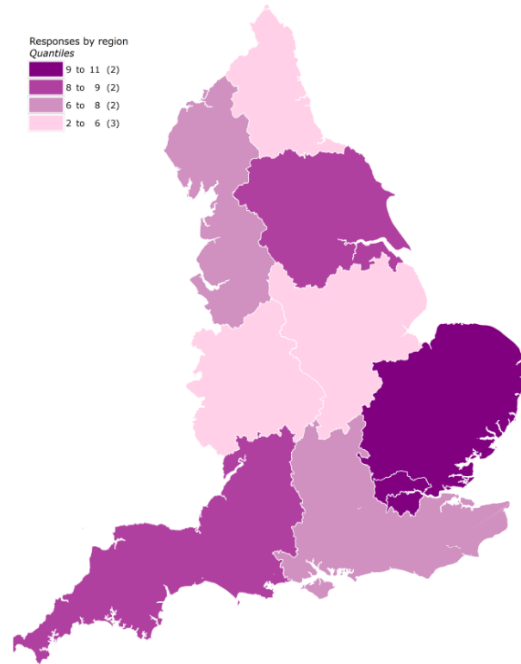 Responses by region
Quantiles
9 to 11 (2)
8 to 9 (2)
6 to 8 (2)
2 to 6 (3)